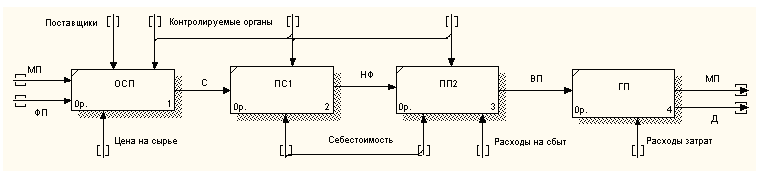 Поставщики
Контролируемые органы
МП
ФП
ОСП
0р.
1
С
ПС1
0р.
2
НФ
ПП2
0р.
3
ВП
ГП
0р.
4
МП
Д
Цена на сырье
Себестоимость
Расходы на сбыт
Расходы затрат